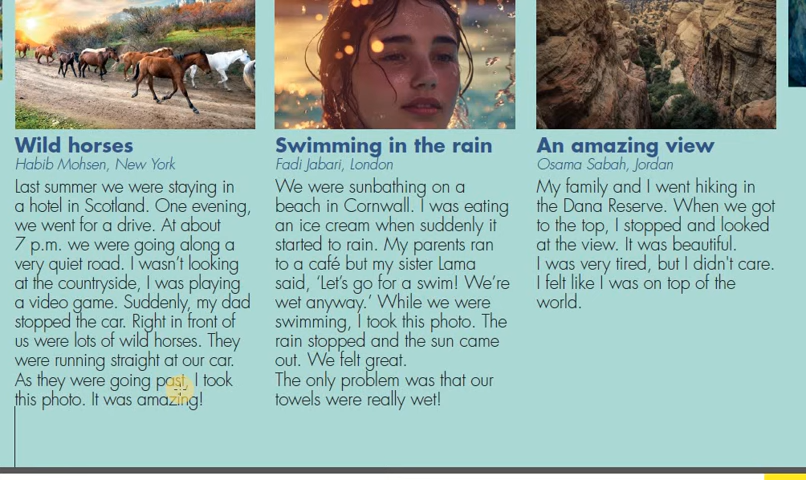 Wild horses
Habib Mohsen, New York
Last summer we were staying in
a hotel in Scotland. One evening,
we went for a drive. At about
7 p.m. we were going along a
very quiet road. I wasn't looking
at the countryside, I was playing
a video game. Suddenly, my dad
stopped the car. Right in front of
us were lots of wild horses. They
were running straight at our car.
As they were going past, I took
this photo. It was amazing!
Swimming in the rain
Fadi Jabari, London
We were sunbathing on a
beach in Cornwall. I was eating
an ice cream when suddenly it
started to rain. My parents ran
to a café but my sister Lama
said, 'Let's go for a swim! We're
wet anyway.' While we were
swimming, I took this photo. The
rain stopped and the sun came
out. We felt great.
The only problem was that our
towels were really wet!
An amazing view
Osama Sabah, Jordan
My family and I went hiking in
the Dana Reserve. When we got
to the top, I stopped and looked
at the view. It was beautiful.
I was very tired, but I didn't care.
I felt like I was on top of the
world.